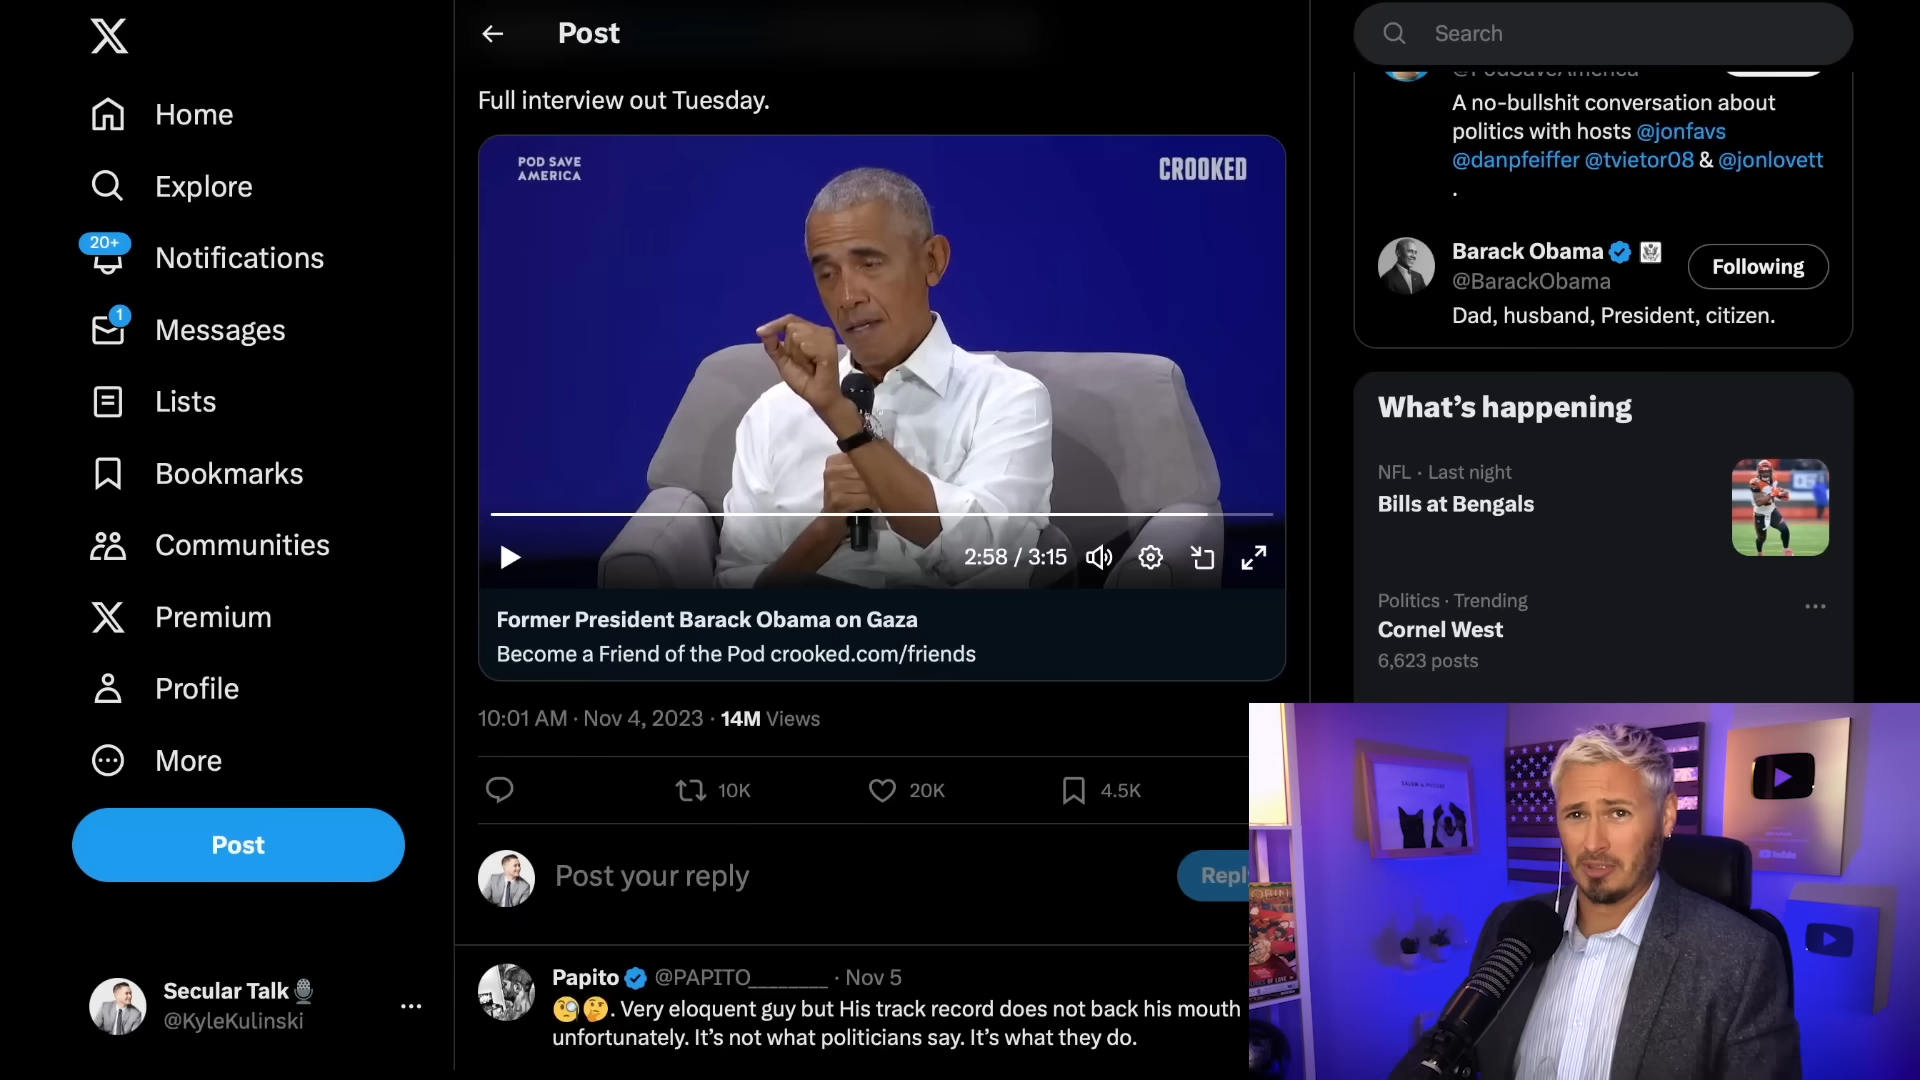 Home
Explore
20+
Notifications
1
Messages
Lists
Bookmarks
Communities
Premium
Profile
More
Post
Secular Talk🎙️
@KyleKulinski
Post
Full interview out Tuesday.
POD SAVE
AMERICA
CROOKED
2:58 / 3:15
Former President Barack Obama on Gaza
Become a Friend of the Pod crooked.com/friends
10:01 AM · Nov 4, 2023 · 14M Views
10K
20K
4.5K
Post your reply
Papito @PAPITO________ · Nov 5
🧐🤔. Very eloquent guy but His track record does not back his mouth
unfortunately. It's not what politicians say. It's what they do.
Search
@PodSaveAmerica
A no-bullshit conversation about
politics with hosts @jonfavs
@danpfeiffer @tvietor08 & @jonlovett
.
Barack Obama
@BarackObama
Following
Dad, husband, President, citizen.
What's happening
NFL · Last night
Bills at Bengals
Politics · Trending
Cornel West
6,623 posts
YouTube